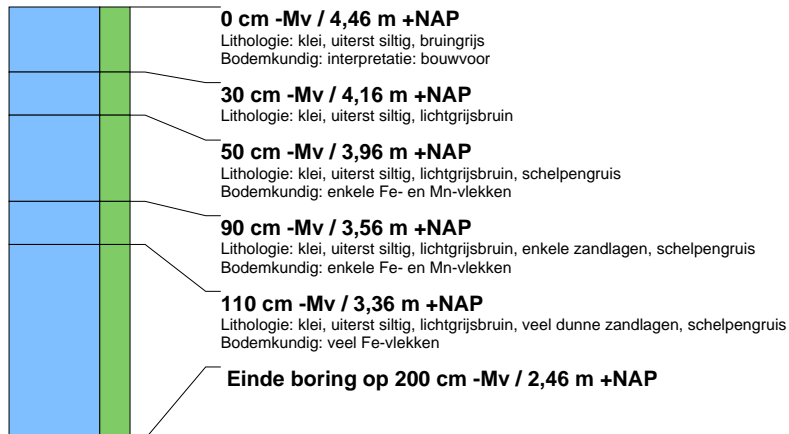 0 cm -Mv / 4,46 m +NAP
Lithologie: klei, uiterst siltig, bruingrijs
Bodemkundig: interpretatie: bouwvoor
30 cm -Mv / 4,16 m +NAP
Lithologie: klei, uiterst siltig, lichtgrijsbruin
50 cm -Mv / 3,96 m +NAP
Lithologie: klei, uiterst siltig, lichtgrijsbruin, schelpengruis
Bodemkundig: enkele Fe- en Mn-vlekken
90 cm -Mv / 3,56 m +NAP
Lithologie: klei, uiterst siltig, lichtgrijsbruin, enkele zandlagen, schelpengruis
Bodemkundig: enkele Fe- en Mn-vlekken
110 cm -Mv / 3,36 m +NAP
Lithologie: klei, uiterst siltig, lichtgrijsbruin, veel dunne zandlagen, schelpengruis
Bodemkundig: veel Fe-vlekken
Einde boring op 200 cm -Mv / 2,46 m +NAP